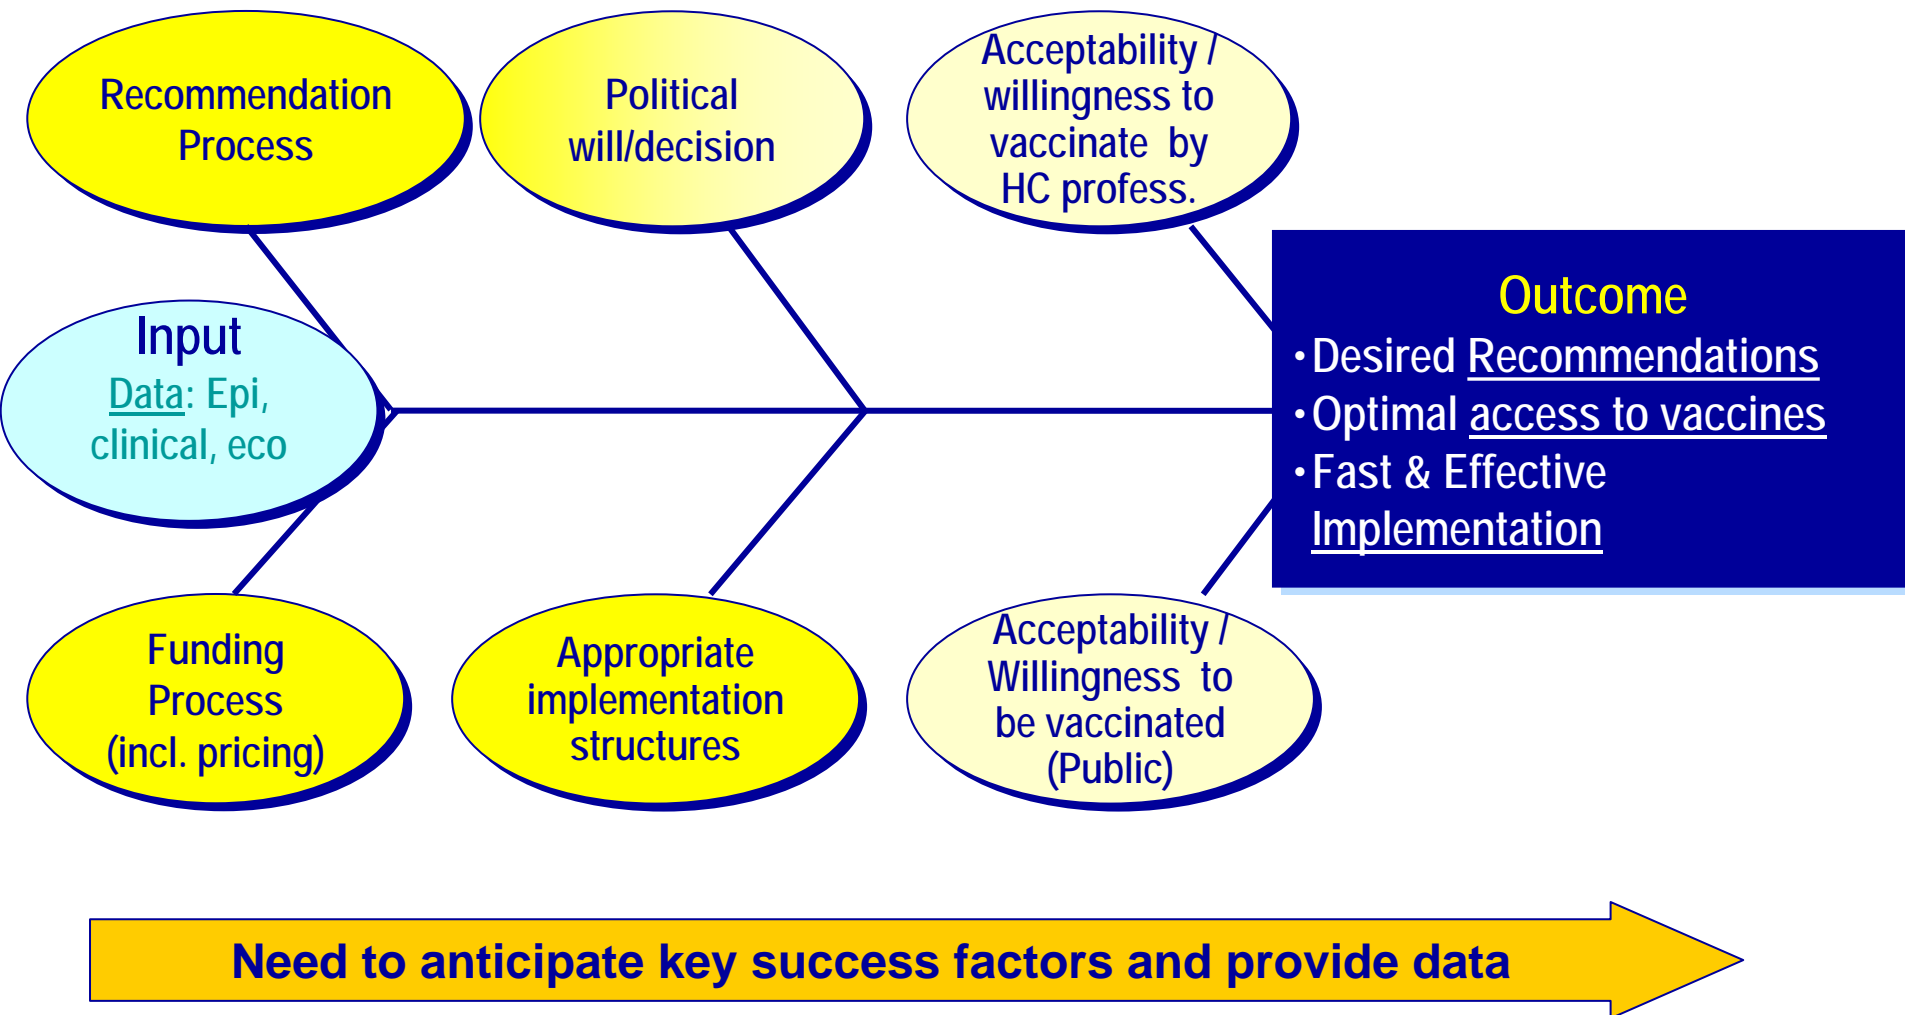 Recommendation
Process
Political
will/decision
Acceptability /
willingness to
vaccinate by
HC profess.
Input
Data: Epi,
clinical, eco
Outcome
•Desired Recommendations
•Optimal access to vaccines
•Fast & Effective
Implementation
Funding
Process
(incl. pricing)
Appropriate
implementation
structures
Acceptability /
Willingness to
be vaccinated
(Public)
Need to anticipate key success factors and provide data